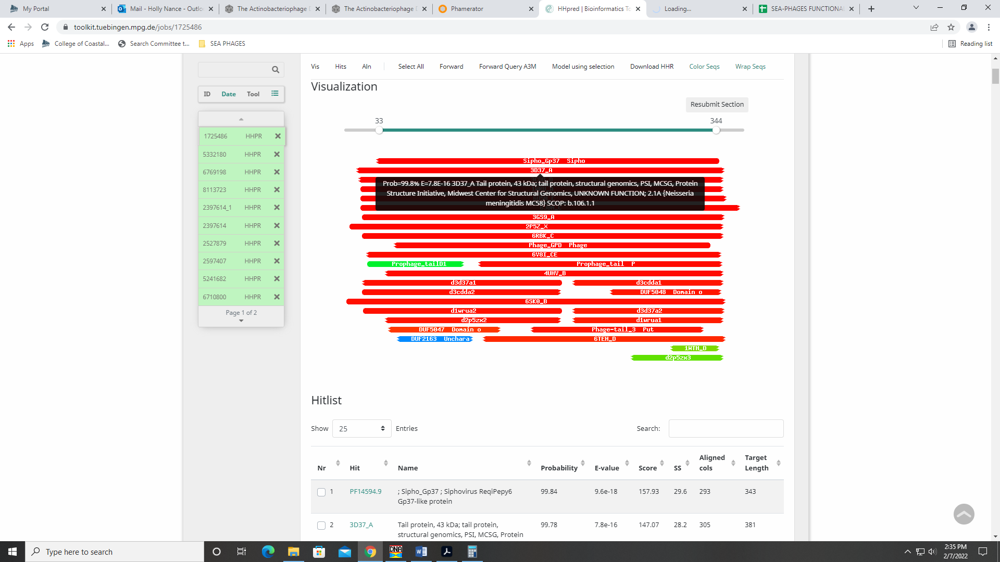 My Portal
Mail - Holly Nance - Outlo
The Actinobacteriophage D
The Actinobacteriophage D
Phamerator
HHpred | Bioinformatics To
Loading...
SEA-PHAGES FUNCTIONAL
toolkit.tuebingen.mpg.de/jobs/1725486
Apps
College of Coastal...
Search Committee t...
SEA PHAGES
Reading list
Vis Hits Aln Select All Forward Forward Query A3M Model using selection Download HHR Color Seqs Wrap Seqs
Visualization
Resubmit Section
33 344
ID Date Tool
1725486 HHPR
5332180 HHPR
6769198 HHPR
8113723 HHPR
2397614_1 HHPR
2397614 HHPR
2527879 HHPR
2597407 HHPR
5241682 HHPR
6710800 HHPR
Page 1 of 2
Sipho_Gp37 Sipho
3D37_A
Prob=99.8% E=7.8E-16 3D37_A Tail protein, 43 kDa; tail protein, structural genomics, PSI, MCSG, Protein
Structure Initiative, Midwest Center for Structural Genomics, UNKNOWN FUNCTION; 2.1A {Neisseria
meningitidis MC58} SCOP: b.106.1.1
3GS9_A
2P5Z_X
6RBK_C
Phage_GPD Phage
6V8I_CE
Prophage_tailD1 Prophage_tail P
4UHV_B
d3d37a1 d3cdda1
d3cdda2 DUF5048 Domain o
6SK0_B
d1wrua2 d3d37a2
d2p5zx2 d1wrua1
DUF5047 Domain o Phage-tail_3 Put
DUF2163 Unchara 6TEH_D
1WTH_D
d2p5zx3
Hitlist
Show 25 Entries
Search:
Nr Hit Name Probability E-value Score SS Aligned cols Target Length
1 PF14594.9 ; Sipho_Gp37 ; Siphovirus ReqiPepy6 99.84 9.6e-18 157.93 29.6 293 343
Gp37-like protein
2 3D37_A Tail protein, 43 kDa; tail protein, 99.78 7.8e-16 147.07 28.2 305 381
structural genomics, PSI, MCSG, Protein
Type here to search
DNA
2:35 PM
2/7/2022